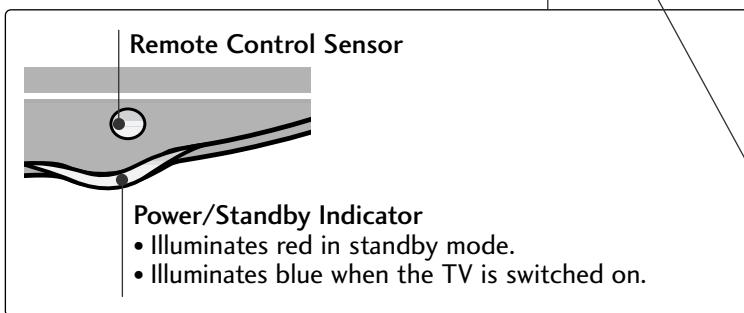 Remote Control Sensor
Power/Standby Indicator
• Illuminates red in standby mode.
• Illuminates blue when the TV is switched on.